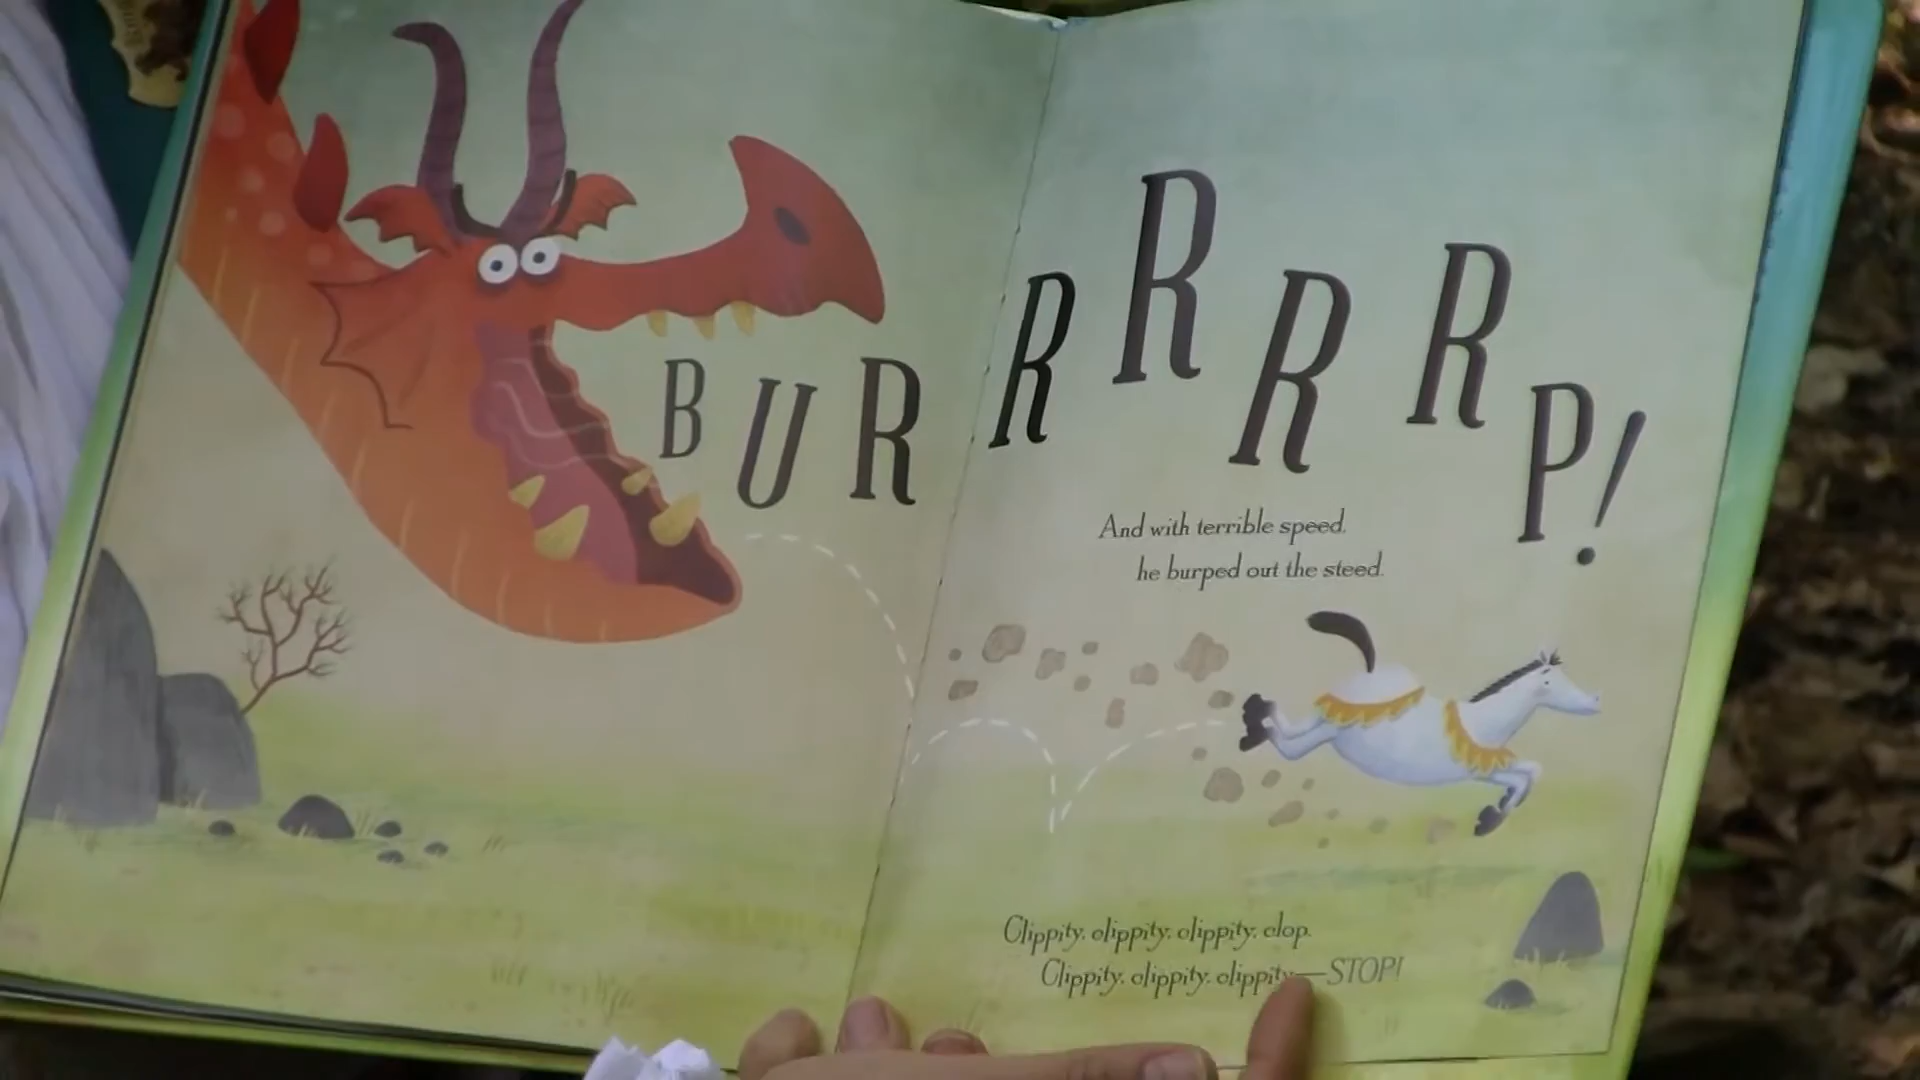 BURRRRRP!
And with terrible speed,
he burped out the steed.
Clippity, clippity, clippity, clop.
Clippity, clippity, clippity—STOP!